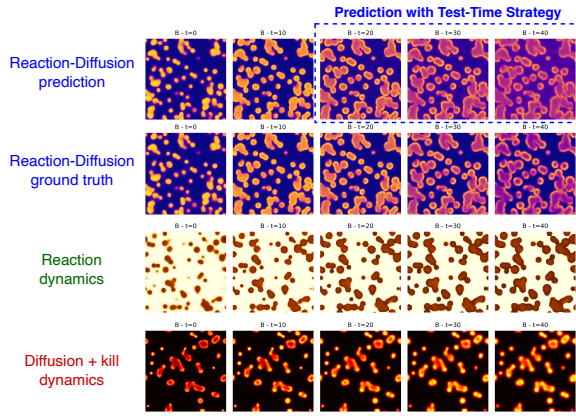 Prediction with Test-Time Strategy
B - t=0 B - t=10 B - t=20 B - t=30 B - t=40
Reaction-Diffusion
prediction
B - t=0 B - t=10 B - t=20 B - t=30 B - t=40
Reaction-Diffusion
ground truth
B - t=0 B - t=10 B - t=20 B - t=30 B - t=40
Reaction
dynamics
B - t=0 B - t=10 B - t=20 B - t=30 B - t=40
Diffusion + kill
dynamics